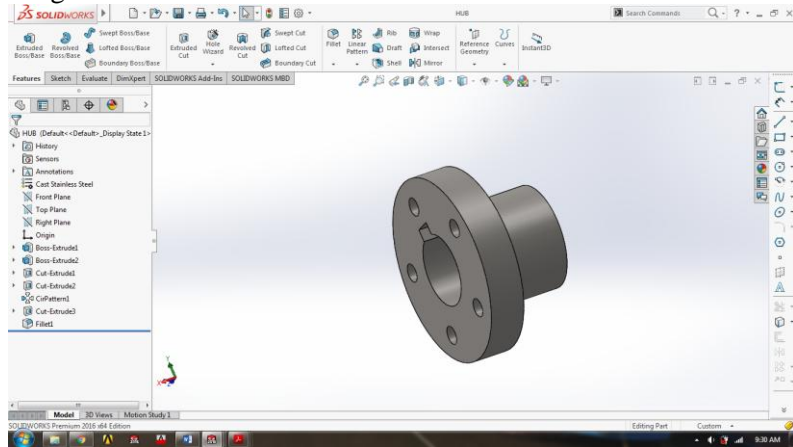 SOLIDWORKS
HUB
Search Commands
Extruded Boss/Base
Revolved Boss/Base
Swept Boss/Base
Lofted Boss/Base
Boundary Boss/Base
Extruded Cut
Hole Wizard
Revolved Cut
Swept Cut
Lofted Cut
Boundary Cut
Fillet
Linear Pattern
Rib
Draft
Shell
Wrap
Intersect
Mirror
Reference Geometry
Curves
Instant3D
Features Sketch Evaluate DimXpert SOLIDWORKS Add-Ins SOLIDWORKS MBD
HUB (Default<<Default>_Display State 1>
History
Sensors
Annotations
Cast Stainless Steel
Front Plane
Top Plane
Right Plane
Origin
Boss-Extrude1
Boss-Extrude2
Cut-Extrude1
Cut-Extrude2
CirPattern1
Cut-Extrude3
Fillet1
Y
X
Model 3D Views Motion Study 1
SOLIDWORKS Premium 2016 x64 Edition
Editing Part Custom
9:30 AM